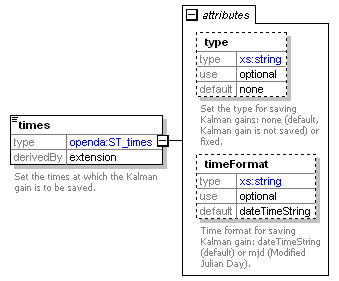 attributes
type
type xs:string
use optional
default none
Set the type for saving
Kalman gains: none (default,
Kalman gain is not saved) or
fixed.
times
type openda:ST_times
derivedBy extension
Set the times at which the Kalman
gain is to be saved.
timeFormat
type xs:string
use optional
default dateTimeString
Time format for saving
Kalman gain: dateTimeString
(default) or mjd (Modified
Julian Day).